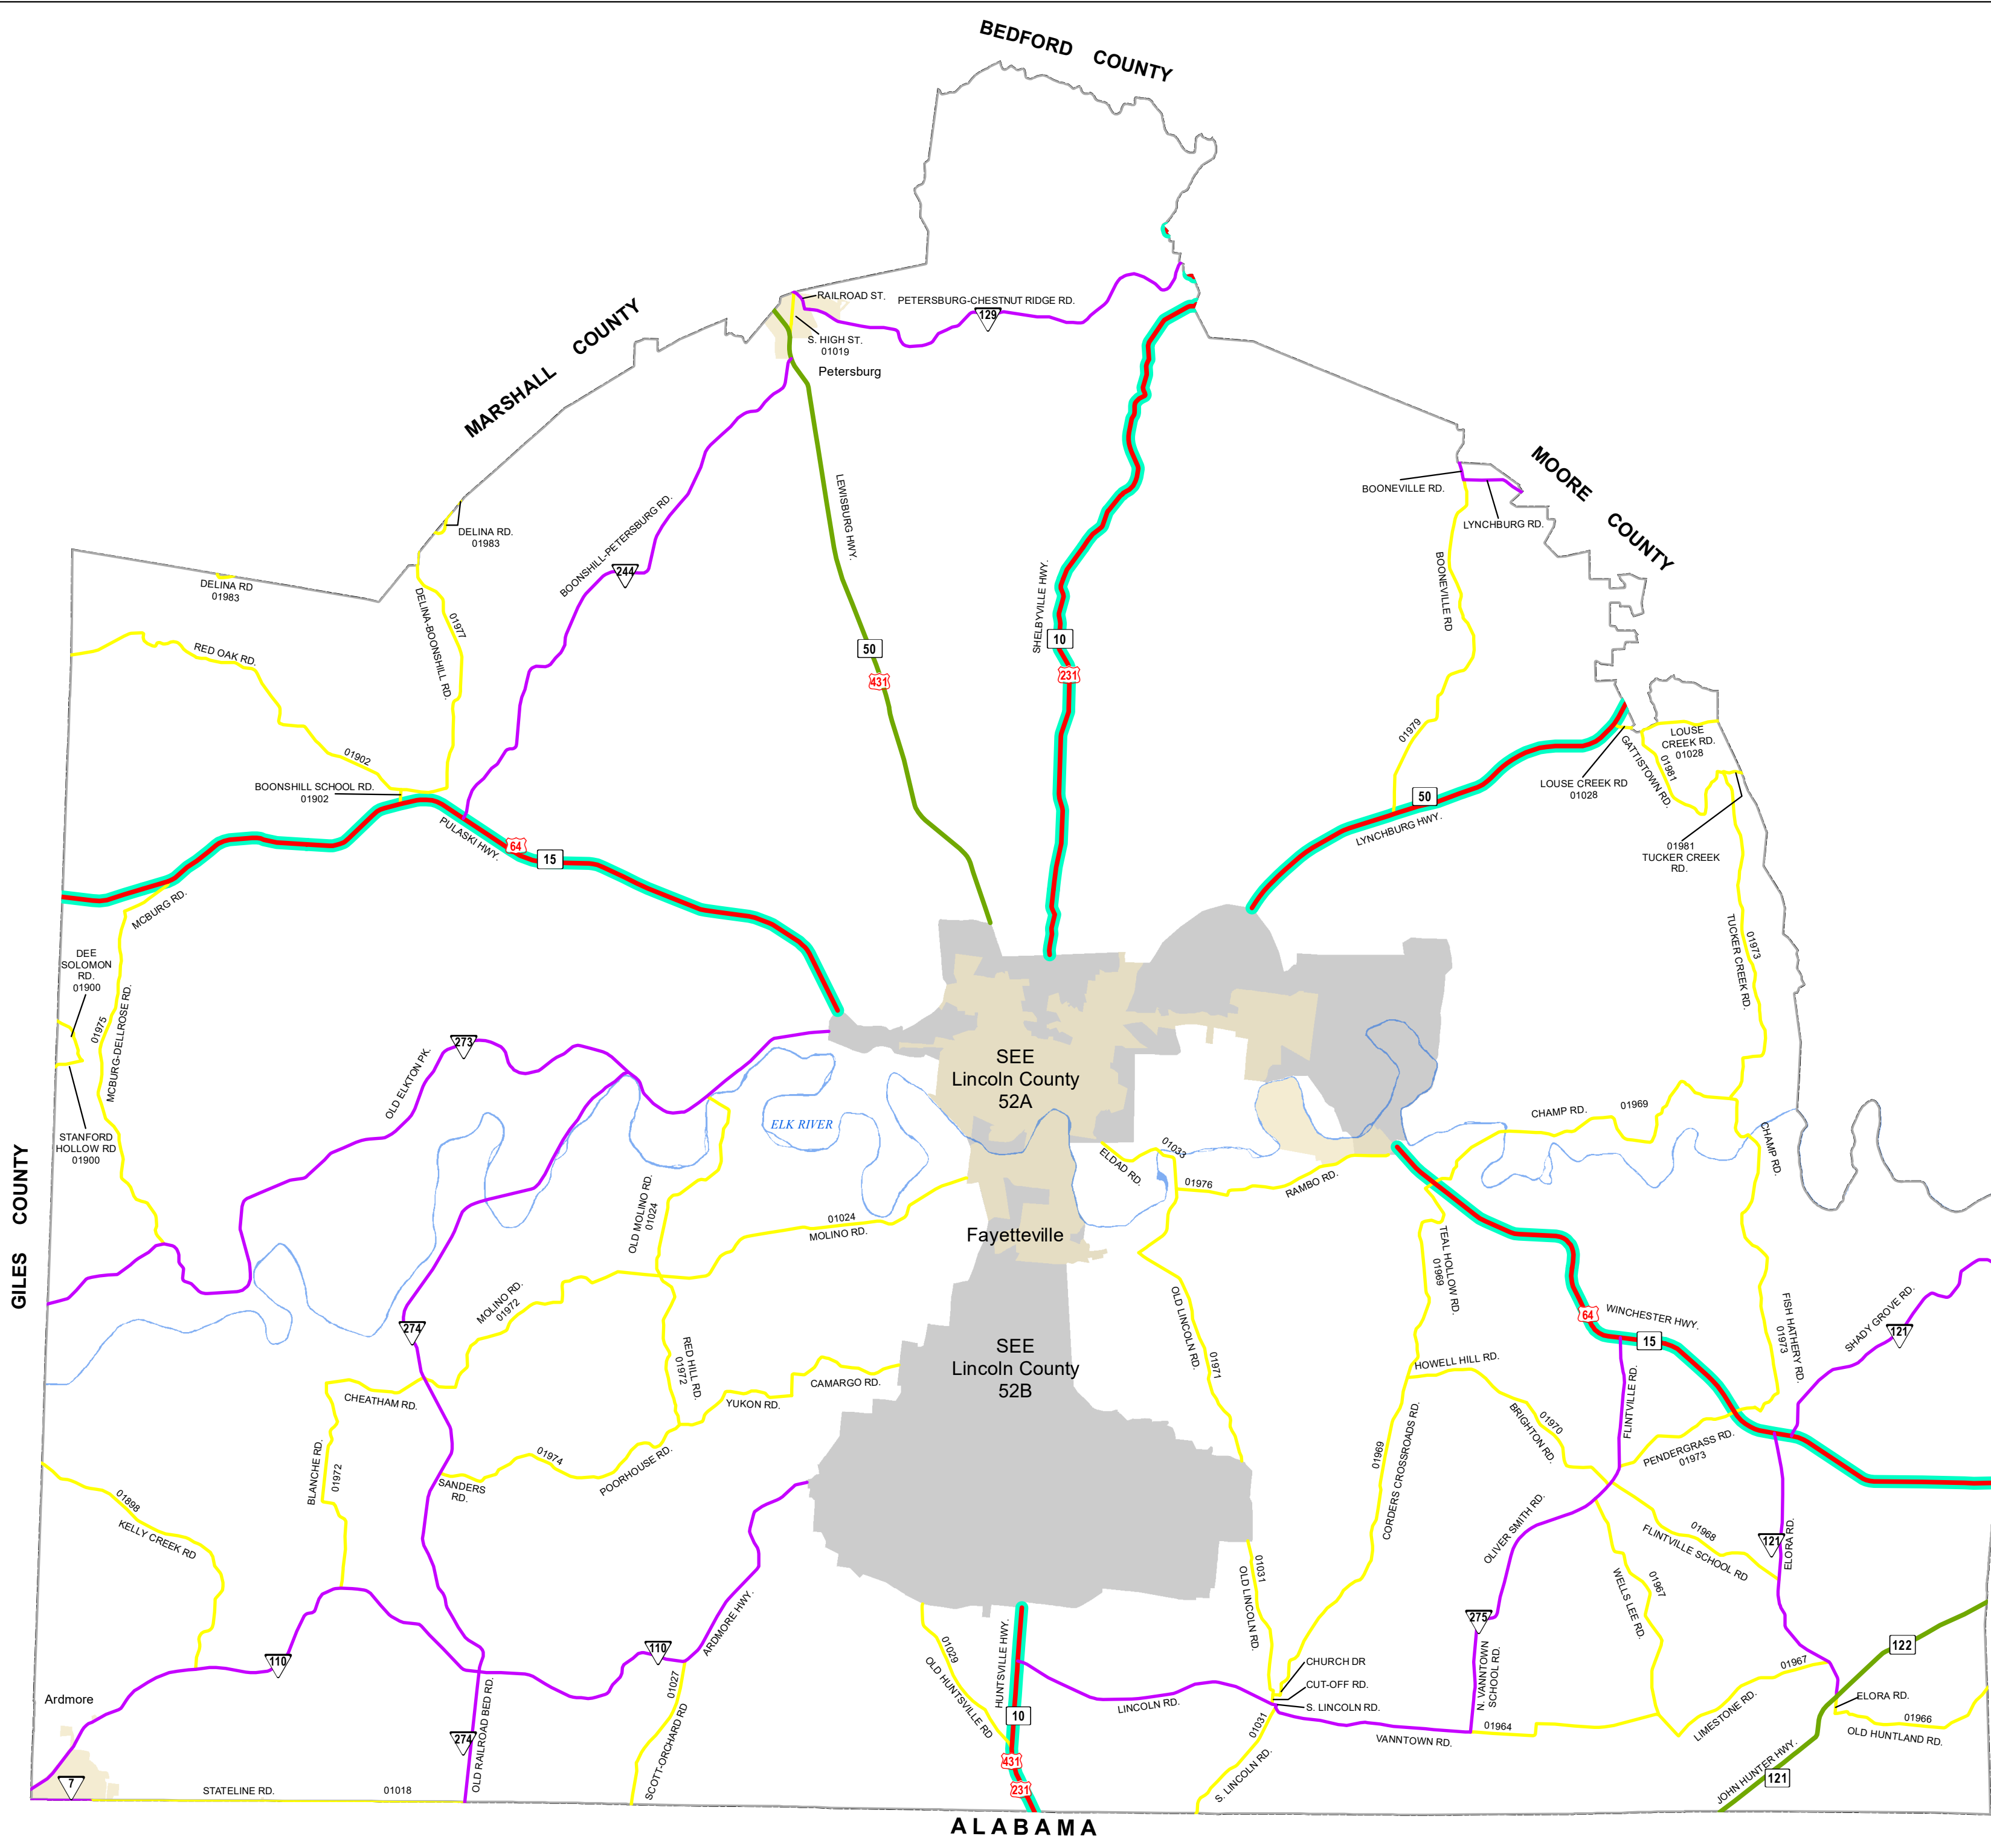 BEDFORD COUNTY
MARSHALL COUNTY
MOORE COUNTY
GILES COUNTY
ALABAMA
RAILROAD ST.
PETERSBURG-CHESTNUT RIDGE RD.
129
S. HIGH ST.
01019
Petersburg
BOONEVILLE RD.
LYNCHBURG RD.
DELINA RD.
01983
DELINA RD
01983
BOONSHILL-PETERSBURG RD.
244
LEWISBURG HWY.
50
431
SHELBYVILLE HWY.
10
231
BOONEVILLE RD
01979
DELINA-BOONSHILL RD.
01977
RED OAK RD.
01902
BOONSHILL SCHOOL RD.
01902
PULASKI HWY.
64
15
LYNCHBURG HWY.
50
LOUSE CREEK RD
01028
LOUSE
CREEK RD.
01028
GATTISTOWN RD.
01981
01981
TUCKER CREEK
RD.
TUCKER CREEK RD.
01973
MCBURG RD.
DEE
SOLOMON
RD.
01900
01975
MCBURG-DELLROSE RD.
STANFORD
HOLLOW RD
01900
OLD ELKTON PK.
273
ELK RIVER
SEE
Lincoln County
52A
CHAMP RD.
01969
CHAMP RD.
01033
ELDAD RD.
01976
RAMBO RD.
OLD MOLINO RD.
01024
01024
MOLINO RD.
Fayetteville
MOLINO RD.
01972
274
TEAL HOLLOW RD.
01969
64
WINCHESTER HWY.
15
FISH HATHERY RD.
01973
SHADY GROVE RD.
121
OLD LINCOLN RD.
01971
SEE
Lincoln County
52B
RED HILL RD.
01972
CAMARGO RD.
YUKON RD.
CHEATHAM RD.
HOWELL HILL RD.
FLINTVILLE RD.
BRIGHTON RD.
01970
PENDERGRASS RD.
01973
BLANCHE RD.
01972
SANDERS
RD.
01974
POORHOUSE RD.
01969
CORDERS CROSSROADS RD.
01898
KELLY CREEK RD
OLIVER SMITH RD.
01968
FLINTVILLE SCHOOL RD
121
ELORA RD.
01031
OLD LINCOLN RD.
WELLS LEE RD.
01967
275
N. VANNTOWN
SCHOOL RD.
110
110
ARDMORE HWY.
01029
OLD HUNTSVILLE RD
HUNTSVILLE HWY.
CHURCH DR
CUT-OFF RD.
S. LINCOLN RD.
LINCOLN RD.
122
01967
Ardmore
01027
SCOTT-ORCHARD RD
OLD RAILROAD BED RD.
274
10
431
231
01031
S. LINCOLN RD.
VANNTOWN RD.
01964
LIMESTONE RD.
ELORA RD.
01966
OLD HUNTLAND RD.
JOHN HUNTER HWY.
121
7
STATELINE RD.
01018